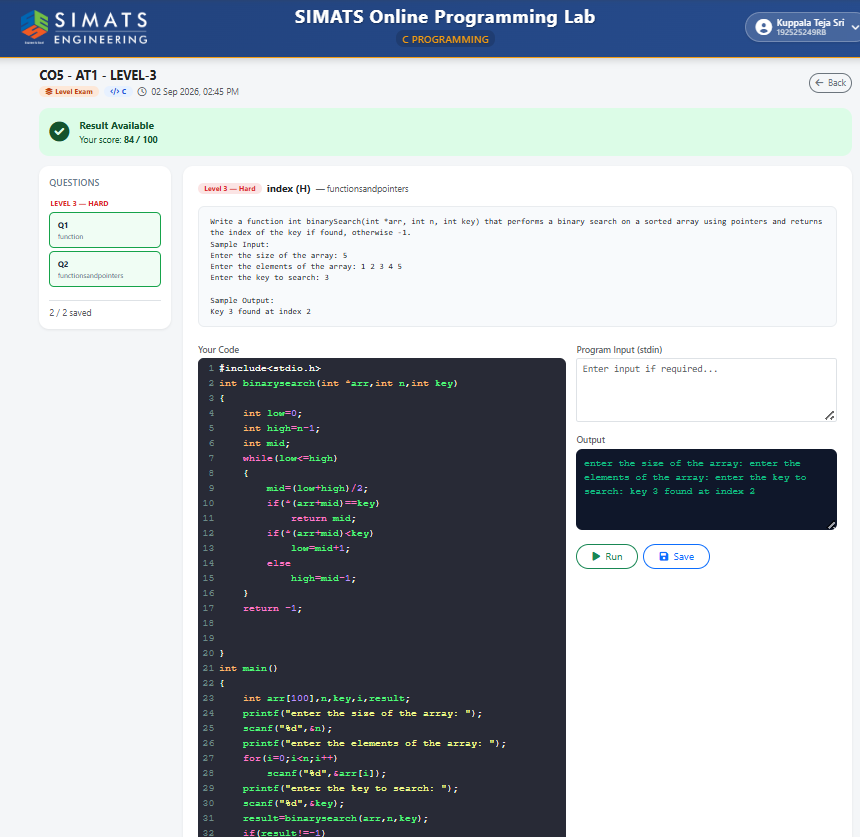 SIMATS
ENGINEERING
SIMATS Online Programming Lab
C PROGRAMMING
Kuppala Teja Sri
192525249RB
CO5 - AT1 - LEVEL-3
Level Exam
</> C
02 Sep 2026, 02:45 PM
← Back
Result Available
Your score: 84 / 100
QUESTIONS
LEVEL 3 — HARD
Q1
function
Q2
functionsandpointers
2 / 2 saved
Level 3 — Hard index (H) — functionsandpointers
Write a function int binarySearch(int *arr, int n, int key) that performs a binary search on a sorted array using pointers and returns
the index of the key if found, otherwise -1.
Sample Input:
Enter the size of the array: 5
Enter the elements of the array: 1 2 3 4 5
Enter the key to search: 3
Sample Output:
Key 3 found at index 2
Your Code
1 #include<stdio.h>
2 int binarysearch(int *arr,int n,int key)
3 {
4     int low=0;
5     int high=n-1;
6     int mid;
7     while(low<=high)
8     {
9         mid=(low+high)/2;
10         if(*(arr+mid)==key)
11             return mid;
12         if(*(arr+mid)<key)
13             low=mid+1;
14         else
15             high=mid-1;
16     }
17     return -1;
18
19
20 }
21 int main()
22 {
23     int arr[100],n,key,i,result;
24     printf("enter the size of the array: ");
25     scanf("%d",&n);
26     printf("enter the elements of the array: ");
27     for(i=0;i<n;i++)
28         scanf("%d",&arr[i]);
29     printf("enter the key to search: ");
30     scanf("%d",&key);
31     result=binarysearch(arr,n,key);
32     if(result!=-1)
Program Input (stdin)
Enter input if required...
Output
enter the size of the array: enter the
elements of the array: enter the key to
search: key 3 found at index 2
Run
Save